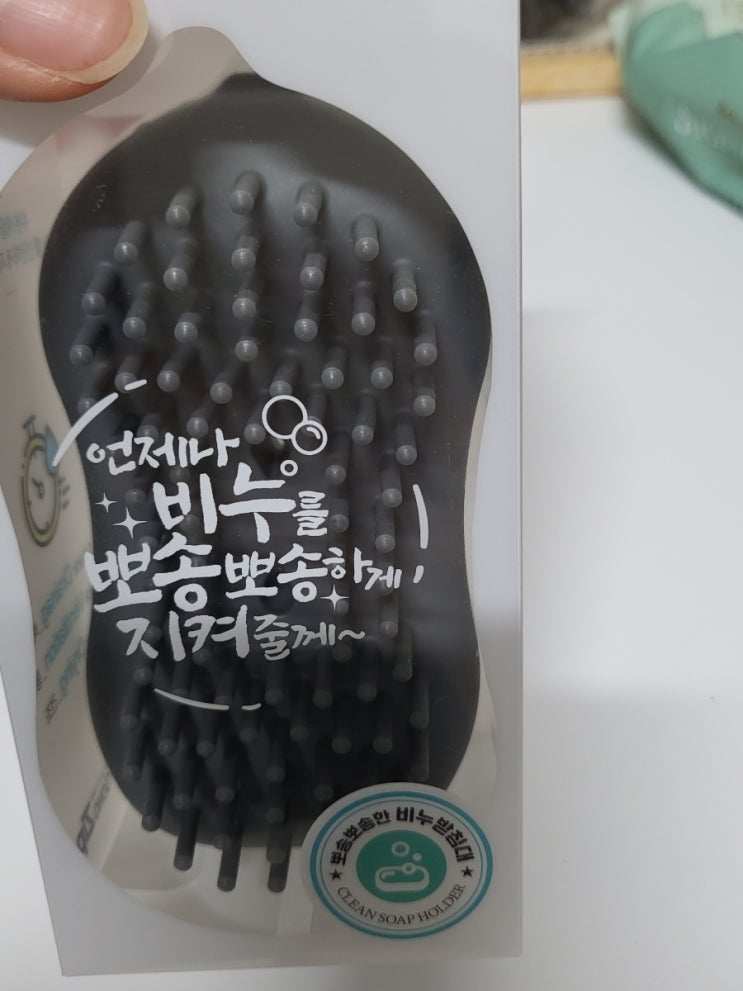 언제나
비누를
뽀송뽀송하게
지켜줄께~
뽀송뽀송한 비누받침대
CLEAN SOAP HOLDER